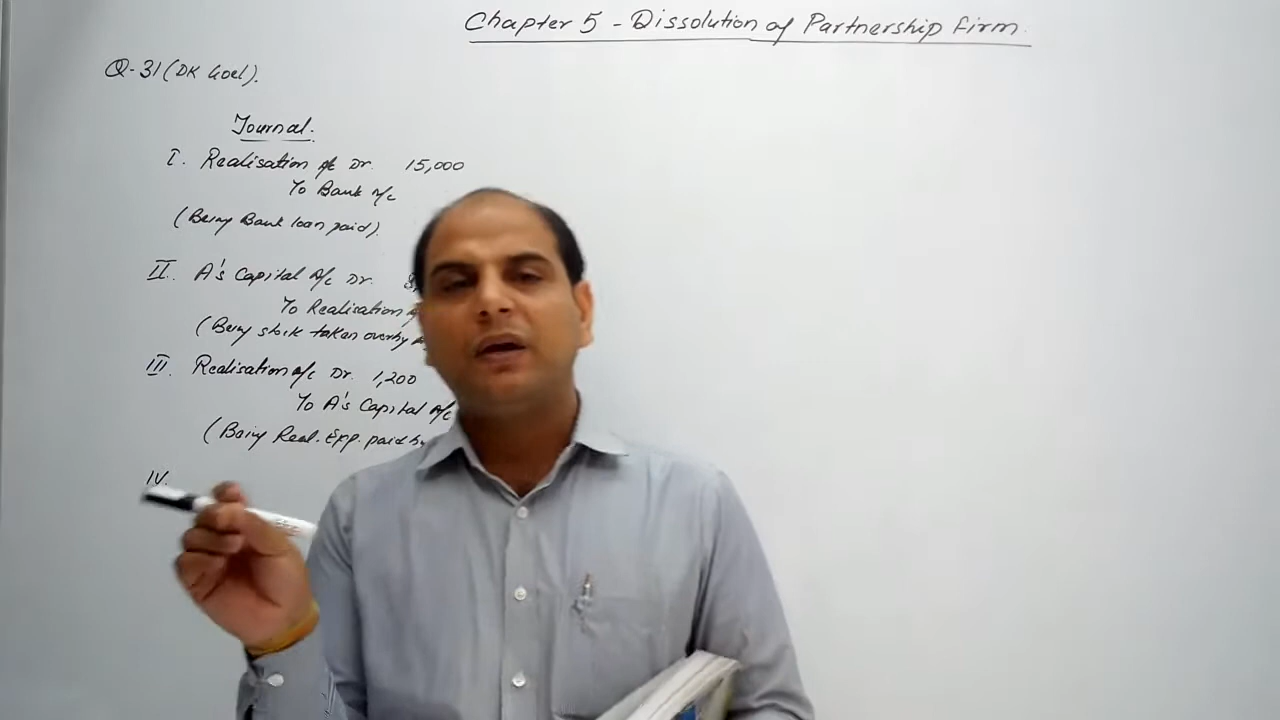 Chapter 5 - Dissolution of Partnership Firm.
Q-31 (DK Goel).
Journal.
I. Realisation A/c Dr. 15,000
To Bank A/c
(Being Bank loan paid).
II. A's Capital A/c Dr. 8,
To Realisation
(Being stock taken over by
III. Realisation A/c Dr. 1,200
To A's Capital A/c
(Being Real. Exp. paid by
IV.